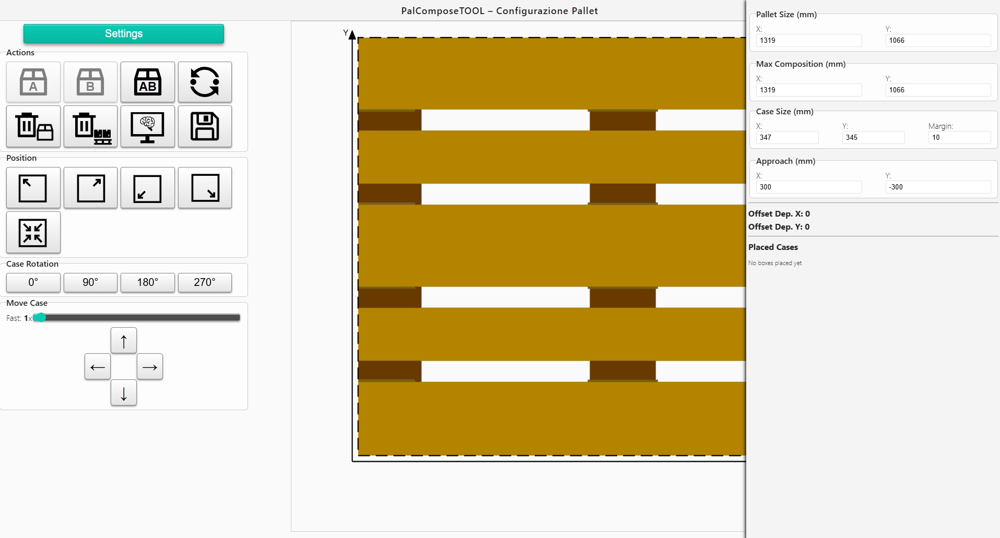 PalComposeTOOL – Configurazione Pallet
Settings
Actions
A
B
AB
Position
Case Rotation
0°
90°
180°
270°
Move Case
Fast: 1x
↑
←
→
↓
Y
Pallet Size (mm)
X:
Y:
1319
1066
Max Composition (mm)
X:
Y:
1319
1066
Case Size (mm)
X:
Y:
Margin:
347
345
10
Approach (mm)
X:
Y:
300
-300
Offset Dep. X: 0
Offset Dep. Y: 0
Placed Cases
No boxes placed yet